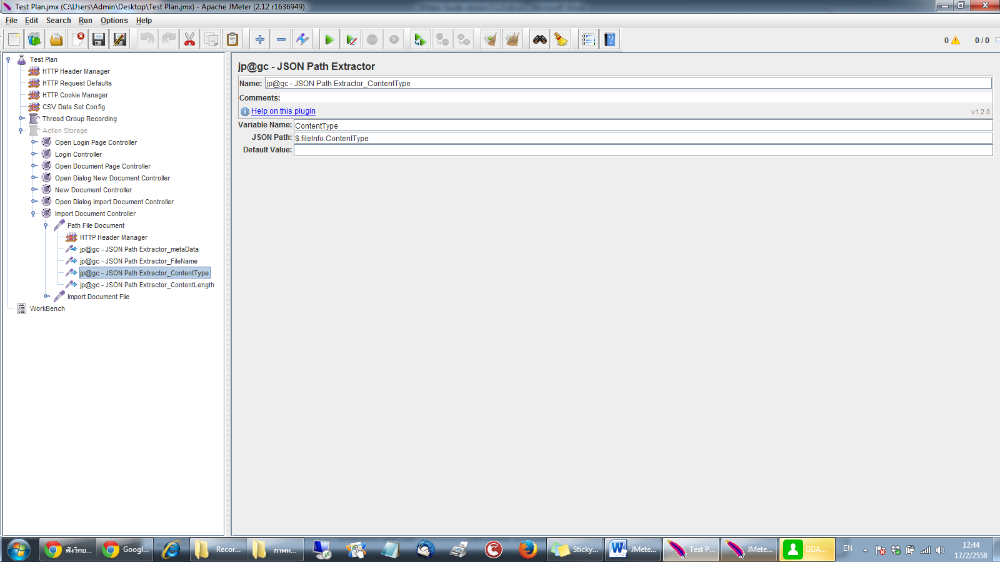 Test Plan.jmx (C:\Users\Admin\Desktop\Test Plan.jmx) - Apache JMeter (2.12 r1636949)
File Edit Search Run Options Help
0 0 / 0
Test Plan
HTTP Header Manager
HTTP Request Defaults
HTTP Cookie Manager
CSV Data Set Config
Thread Group Recording
Action Storage
Open Login Page Controller
Login Controller
Open Document Page Controller
Open Dialog New Document Controller
New Document Controller
Open Dialog import Document Controller
Import Document Controller
Path File Document
HTTP Header Manager
jp@gc - JSON Path Extractor_metaData
jp@gc - JSON Path Extractor_FileName
jp@gc - JSON Path Extractor_ContentType
jp@gc - JSON Path Extractor_ContentLength
Import Document Flie
WorkBench
jp@gc - JSON Path Extractor
Name: jp@gc - JSON Path Extractor_ContentType
Comments:
Help on this plugin
v1.2.0
Variable Name: ContentType
JSON Path: $.fileInfo.ContentType
Default Value:
ฟังวิทย... Googl... Recor... ภาพท... Sticky... JMete... Test P... JMete... A...
EN
12:44
17/2/2558